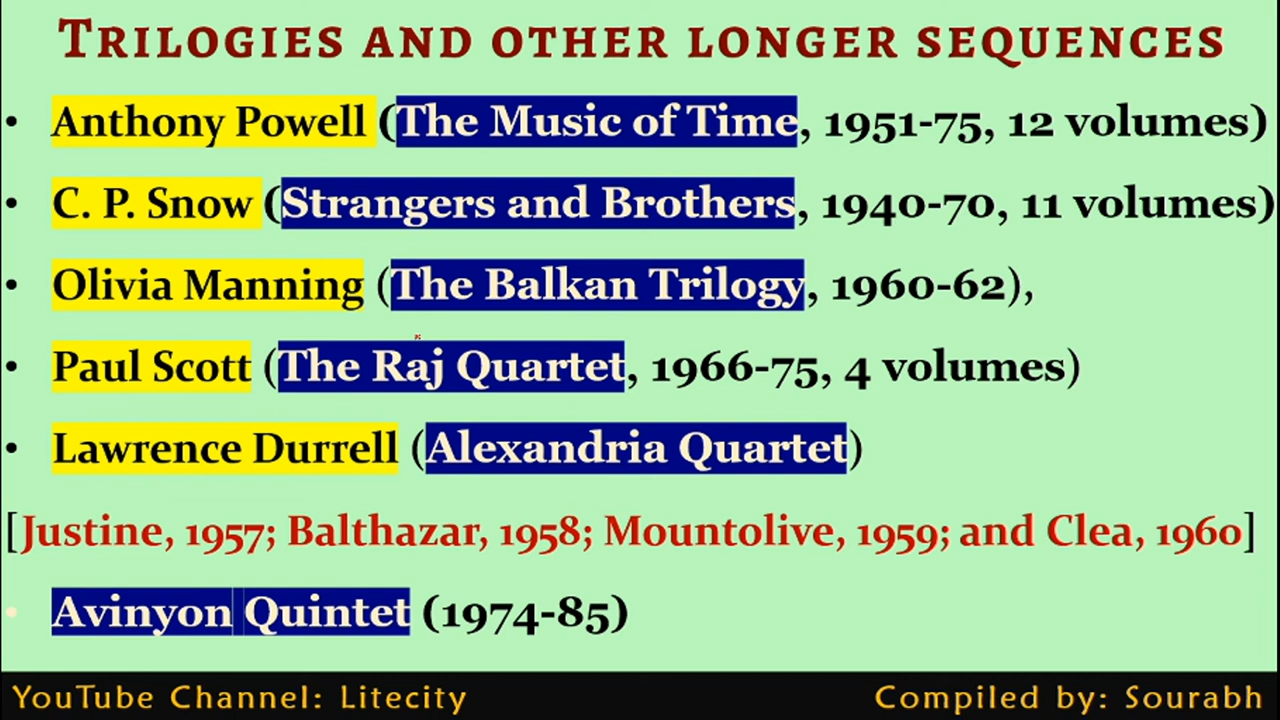 TRILOGIES AND OTHER LONGER SEQUENCES
• Anthony Powell (The Music of Time, 1951-75, 12 volumes)
• C. P. Snow (Strangers and Brothers, 1940-70, 11 volumes)
• Olivia Manning (The Balkan Trilogy, 1960-62),
• Paul Scott (The Raj Quartet, 1966-75, 4 volumes)
• Lawrence Durrell (Alexandria Quartet)
[Justine, 1957; Balthazar, 1958; Mountolive, 1959; and Clea, 1960]
• Avinyon Quintet (1974-85)
YouTube Channel: Litecity
Compiled by: Sourabh